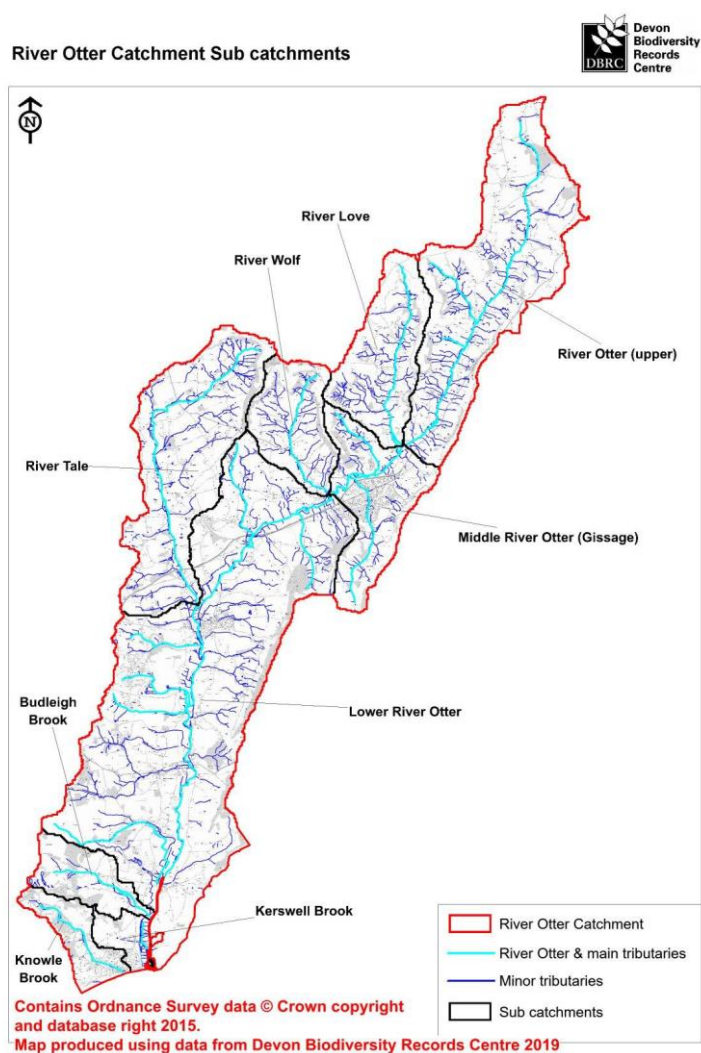 River Otter Catchment Sub catchments
DBRC
Devon
Biodiversity
Records
Centre
N
River Love
River Wolf
River Otter (upper)
River Tale
Middle River Otter (Gissage)
Budleigh
Brook
Lower River Otter
Kerswell Brook
Knowle
Brook
River Otter Catchment
River Otter & main tributaries
Minor tributaries
Sub catchments
Contains Ordnance Survey data © Crown copyright
and database right 2015.
Map produced using data from Devon Biodiversity Records Centre 2019